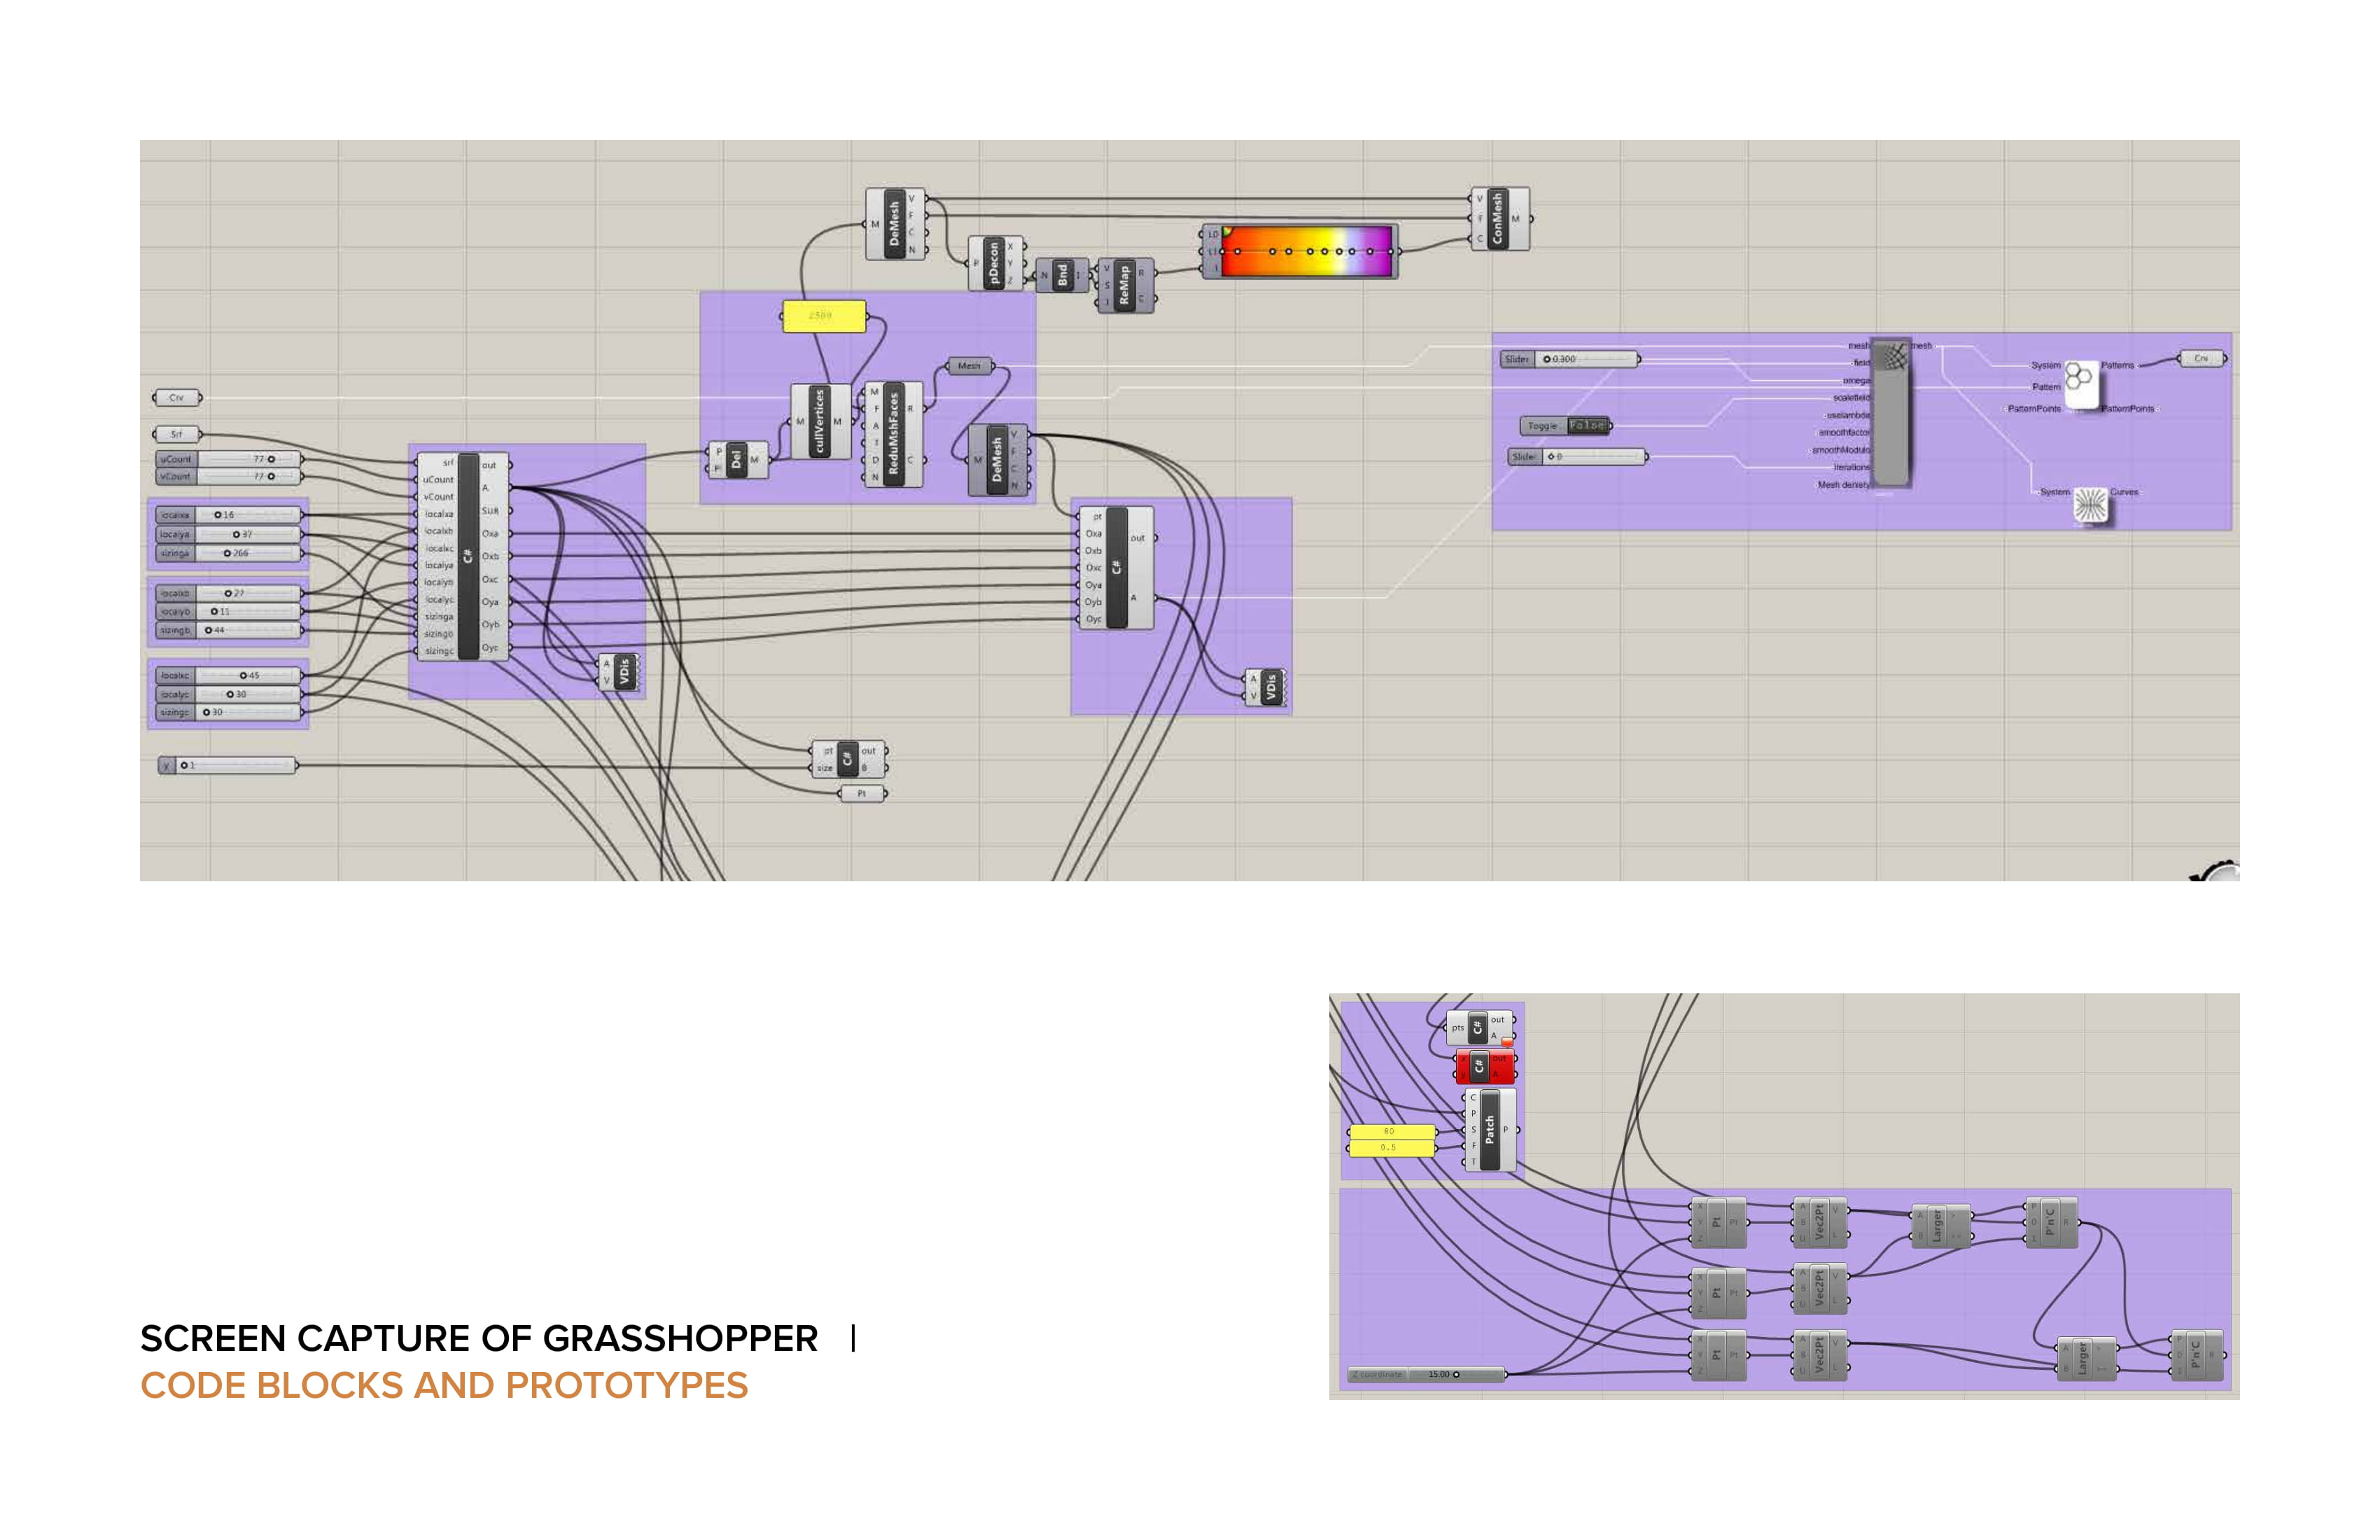 DeMesh
M
V
F
C
N
ConMesh
V
F
C
M
pDecon
P
X
Y
Z
Bnd
N
I
ReMap
V
S
I
R
C
L0
L1
2500
Mesh
cullVertices
M
M
ReduMshFaces
M
F
A
I
D
N
R
C
Del
P
M
DeMesh
M
V
F
C
N
Crv
Srf
uCount 77
vCount 77
localxa 16
localya 37
sizinga 266
localxb 27
localyb 11
sizingb 44
localxc 45
localyc 30
sizingc 30
y 1
C#
srf
uCount
vCount
localxa
localxb
localxc
localya
localyb
localyc
sizinga
sizingb
sizingc
out
A
SUR
Oxa
Oxb
Oxc
Oya
Oyb
Oyc
VDis
A
V
C#
pt
size
out
B
Pt
C#
pt
Oxa
Oxb
Oxc
Oya
Oyb
Oyc
out
A
VDis
A
V
Slider 0.300
Toggle False
Slider 0
mesh
field
omega
scalefield
uselambda
smoothfactor
smoothModulo
iterations
Mesh density
mesh
System
Pattern
PatternPoints
Patterns
PatternPoints
Crv
System
Curves
C#
pts
out
A
C#
x
y
out
A
Patch
C
P
S
F
T
P
80
0.5
Pt
X
Y
Z
Pt
Vec2Pt
A
B
U
V
L
Larger
A
B
P'n'C
R
Pt
X
Y
Z
Pt
Vec2Pt
A
B
U
V
L
Pt
X
Y
Z
Pt
Vec2Pt
A
B
U
V
L
Larger
A
B
P'n'C
Z coordinate 15.00
SCREEN CAPTURE OF GRASSHOPPER |
CODE BLOCKS AND PROTOTYPES